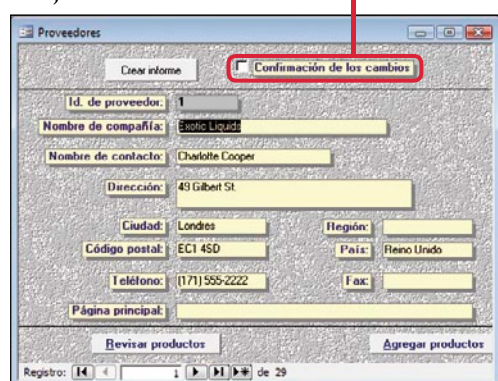 Proveedores
Crear informe Confirmación de los cambios
Id. de proveedor: 1
Nombre de compañía: Exotic Liquids
Nombre de contacto: Charlotte Cooper
Dirección: 49 Gilbert St.
Ciudad: Londres Región:
Código postal: EC1 4SD País: Reino Unido
Teléfono: (171) 555-2222 Fax:
Página principal:
Revisar productos Agregar productos
Registro: 1 de 29